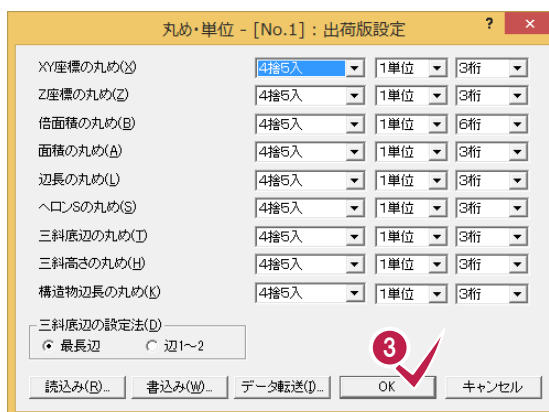 丸め・単位 - [No.1] : 出荷版設定 ? ×
XY座標の丸め(X) 4捨5入 1単位 3桁
Z座標の丸め(Z) 4捨5入 1単位 3桁
倍面積の丸め(B) 4捨5入 1単位 6桁
面積の丸め(A) 4捨5入 1単位 3桁
辺長の丸め(L) 4捨5入 1単位 3桁
ヘロンSの丸め(S) 4捨5入 1単位 3桁
三斜底辺の丸め(T) 4捨5入 1単位 3桁
三斜高さの丸め(H) 4捨5入 1単位 3桁
構造物辺長の丸め(K) 4捨5入 1単位 3桁
三斜底辺の設定法(D)
最長辺 辺1～2
3
読込み(R)... 書込み(W)... データ転送(I)... OK キャンセル